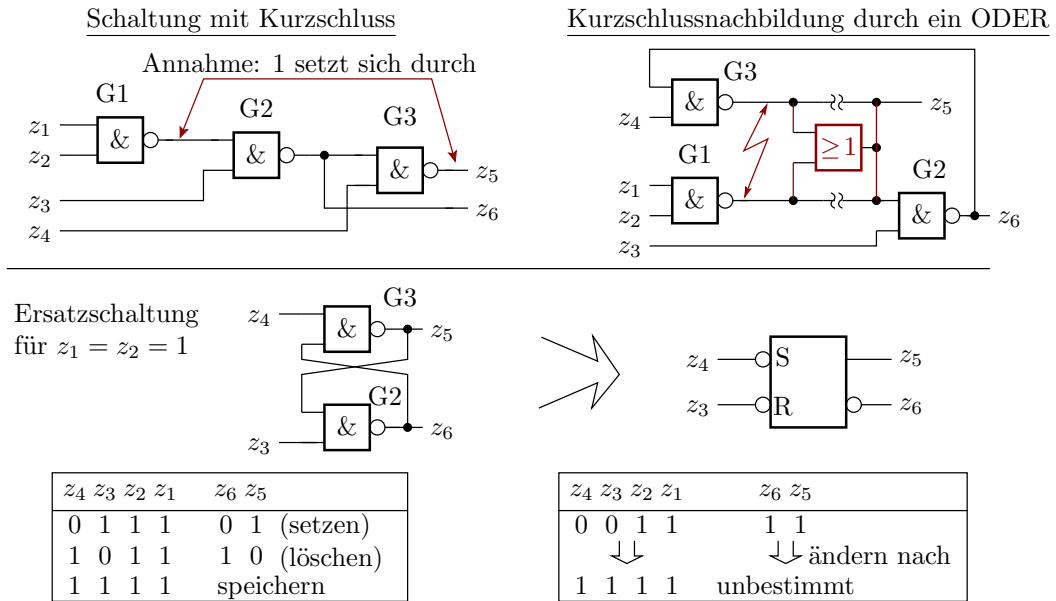 Schaltung mit Kurzschluss
Annahme: 1 setzt sich durch
G1
G2
G3
z₁
z₂
z₃
z₄
&
&
&
z₅
z₆
Kurzschlussnachbildung durch ein ODER
G3
&
z₄
z₅
≥1
G1
z₁
z₂
&
G2
&
z₃
z₆
Ersatzschaltung
für z₁ = z₂ = 1
G3
z₄
&
z₅
G2
&
z₃
z₆
z₄ S z₅
z₃ R z₆
z₄ z₃ z₂ z₁ z₆ z₅
0 1 1 1 0 1 (setzen)
1 0 1 1 1 0 (löschen)
1 1 1 1 speichern
z₄ z₃ z₂ z₁ z₆ z₅
0 0 1 1 1 1
ändern nach
1 1 1 1 unbestimmt